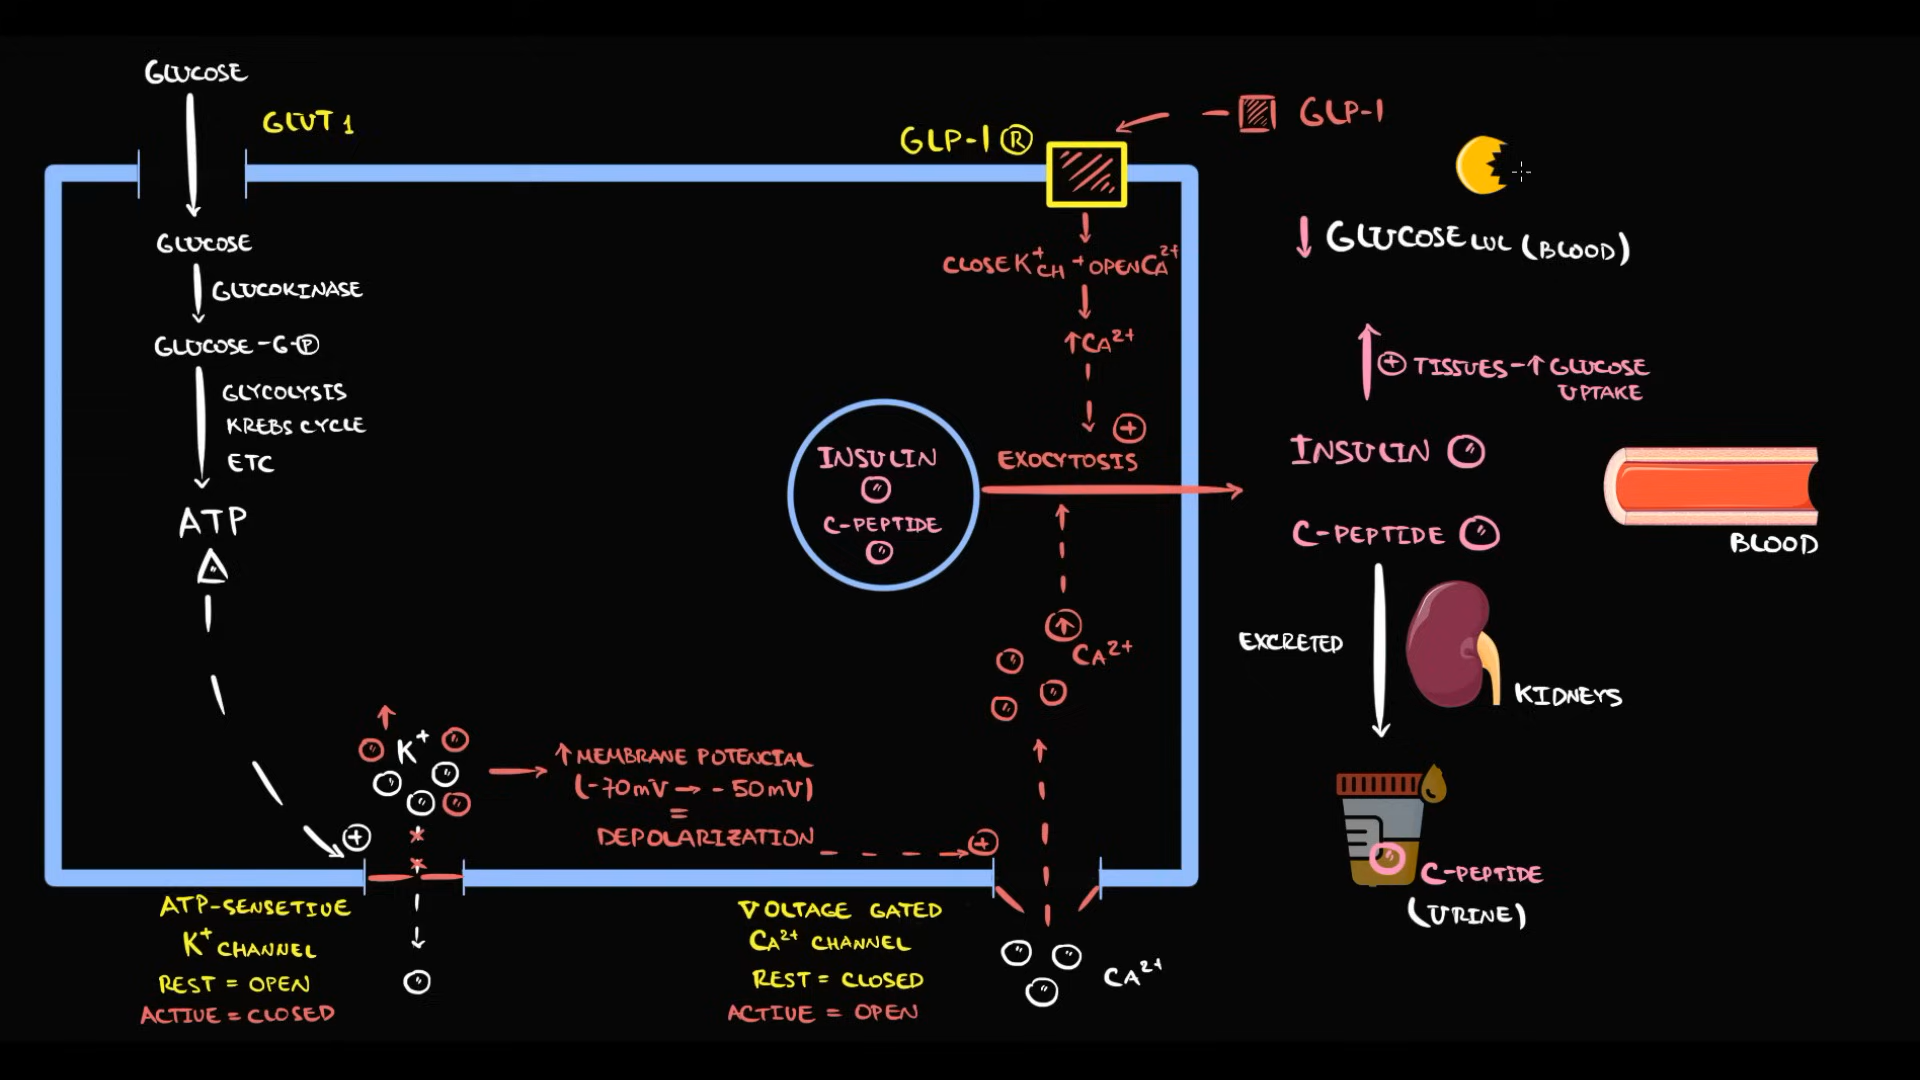 GLUCOSE
GLUT 1
GLUCOSE
GLUCOKINASE
GLUCOSE-6-P
GLYCOLYSIS
KREBS CYCLE
ETC
ATP
+
K+
↑ MEMBRANE POTENCIAL
(-70mV → -50mV)
=
DEPOLARIZATION
+
ATP-SENSETIVE
K+ CHANNEL
REST = OPEN
ACTIVE = CLOSED
VOLTAGE GATED
CA2+ CHANNEL
REST = CLOSED
ACTIVE = OPEN
CA2+
CA2+
INSULIN
C-PEPTIDE
GLP-1 R
GLP-1
CLOSE K+CH + OPEN CA2+
↑CA2+
+
EXOCYTOSIS
↓ GLUCOSE LVL (BLOOD)
+ TISSUES-↑ GLUCOSE
UPTAKE
INSULIN
C-PEPTIDE
BLOOD
EXCRETED
KIDNEYS
C-PEPTIDE
(URINE)